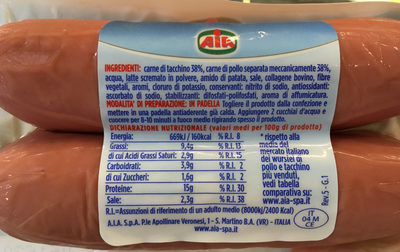 AIA
INGREDIENTI: carne di tacchino 38%, carne di pollo separata meccanicamente 38%,
acqua, latte scremato in polvere, amido di patata, sale, collagene bovino, fibre
vegetali, aromi, cloruro di potassio, conservanti: nitrito di sodio, antiossidanti:
ascorbato di sodio, stabilizzanti: difosfati-polifosfati, aroma di affumicatura.
MODALITA' DI PREPARAZIONE: IN PADELLA Togliere il prodotto dalla confezione e
mettere in una padella antiaderente già calda. Aggiungere 2 cucchiai d'acqua e
cuocere per 8-10 minuti a fuoco medio rigirando spesso il prodotto.
DICHIARAZIONE NUTRIZIONALE (valori medi per 100g di prodotto)
Energia: 669kJ / 160kcal % R.I. 8
Grassi: 9,4g % R.I. 13
di cui Acidi Grassi Saturi: 2,9g % R.I. 15
Carboidrati: 3,9g % R.I. 2
di cui Zuccheri: 1,6g % R.I. 2
Proteine: 15g % R.I. 30
Sale: 2,3g % R.I. 38
* rispetto alla
media del
mercato italiano
dei würstel di
pollo e tacchino
più venduti,
vedi tabella
comparativa su:
www.aia-spa.it
R.I.=Assunzioni di riferimento di un adulto medio (8000kJ/2400 Kcal)
A.I.A. S.p.A. P.le Apollinare Veronesi, 1 - S. Martino B.A. (VR) - ITALIA
www.aia-spa.it
IT
04 M
CE
Rev.5 - G.1